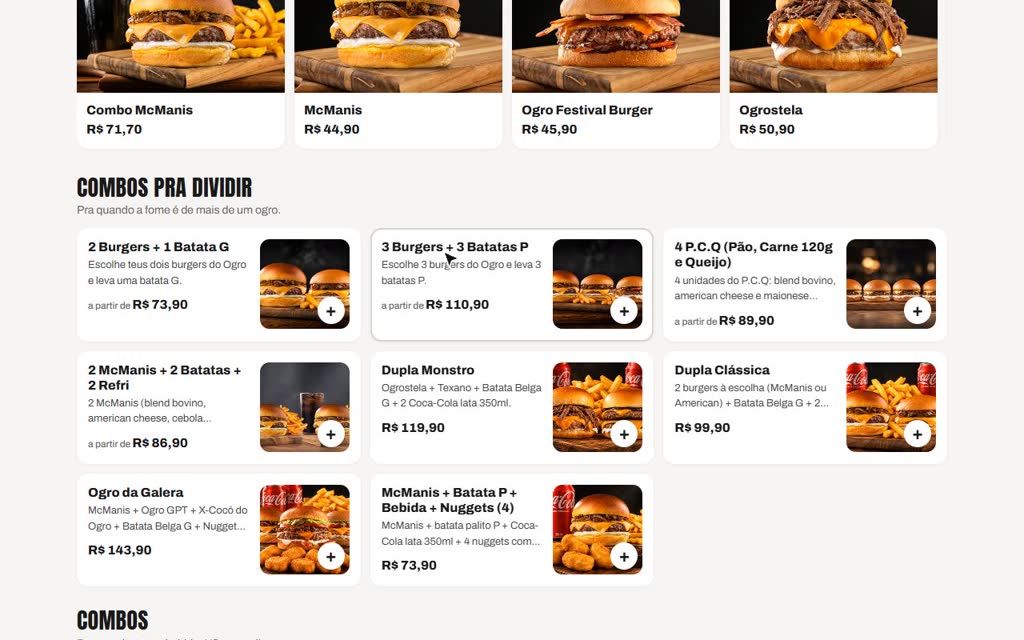 Combo McManis
R$ 71,70
McManis
R$ 44,90
Ogro Festival Burger
R$ 45,90
Ogrostela
R$ 50,90
COMBOS PRA DIVIDIR
Pra quando a fome é de mais de um ogro.
2 Burgers + 1 Batata G
Escolhe teus dois burgers do Ogro
e leva uma batata G.
a partir de R$ 73,90
+
3 Burgers + 3 Batatas P
Escolhe 3 burgers do Ogro e leva 3
batatas P.
a partir de R$ 110,90
+
4 P.C.Q (Pão, Carne 120g
e Queijo)
4 unidades do P.C.Q: blend bovino,
american cheese e maionese...
a partir de R$ 89,90
+
2 McManis + 2 Batatas +
2 Refri
2 McManis (blend bovino,
american cheese, cebola...
a partir de R$ 86,90
+
Dupla Monstro
Ogrostela + Texano + Batata Belga
G + 2 Coca-Cola lata 350ml.
R$ 119,90
+
Dupla Clássica
2 burgers à escolha (McManis ou
American) + Batata Belga G + 2...
R$ 99,90
+
Ogro da Galera
McManis + Ogro GPT + X-Cocó do
Ogro + Batata Belga G + Nugget...
R$ 143,90
+
McManis + Batata P +
Bebida + Nuggets (4)
McManis + batata palito P + Coca-
Cola lata 350ml + 4 nuggets com...
R$ 73,90
+
COMBOS